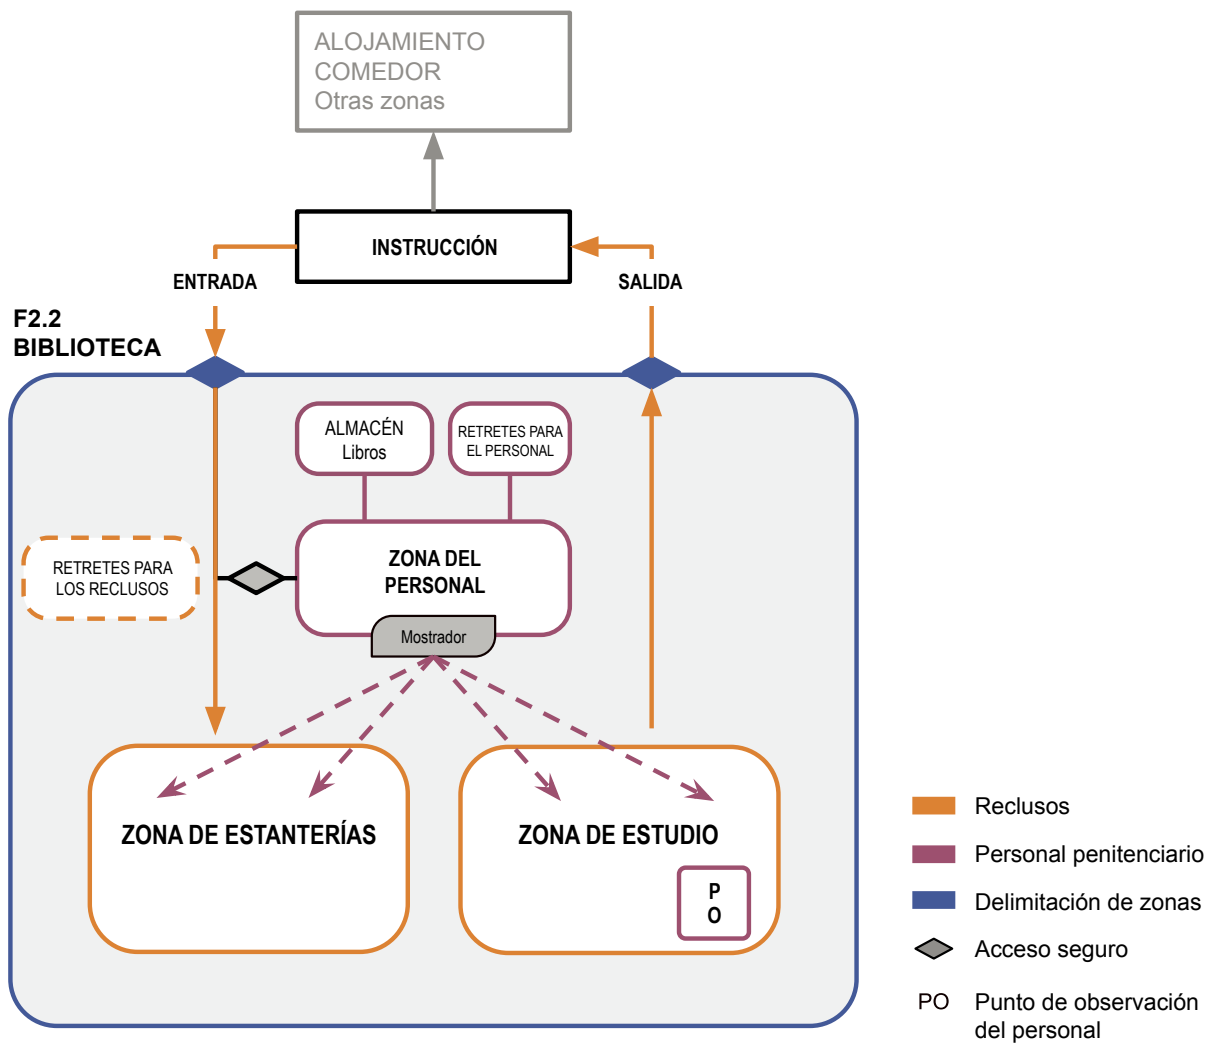 ALOJAMIENTO
COMEDOR
Otras zonas
INSTRUCCIÓN
ENTRADA
SALIDA
F2.2
BIBLIOTECA
ALMACÉN
Libros
RETRETES PARA
EL PERSONAL
RETRETES PARA
LOS RECLUSOS
ZONA DEL
PERSONAL
Mostrador
ZONA DE ESTANTERÍAS
ZONA DE ESTUDIO
P
O
Reclusos
Personal penitenciario
Delimitación de zonas
Acceso seguro
PO Punto de observación
del personal